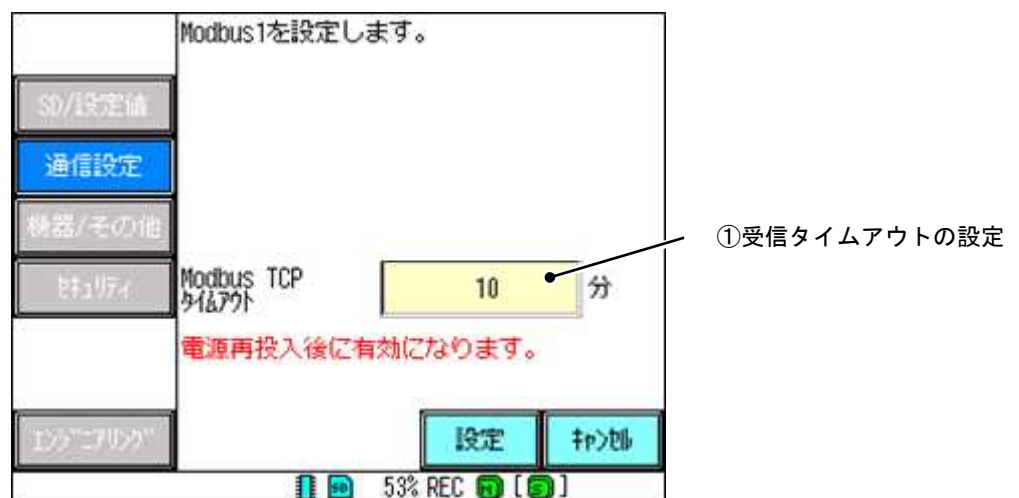 Modbus1を設定します。
SD/設定値
通信設定
機器/その他
ｾｷｭﾘﾃｨ
Modbus TCP
ﾀｲﾑｱｳﾄ
10
分
①受信タイムアウトの設定
電源再投入後に有効になります。
ｴﾝｼﾞﾆｱﾘﾝｸﾞ
設定
ｷｬﾝｾﾙ
SD 53% REC M [S]